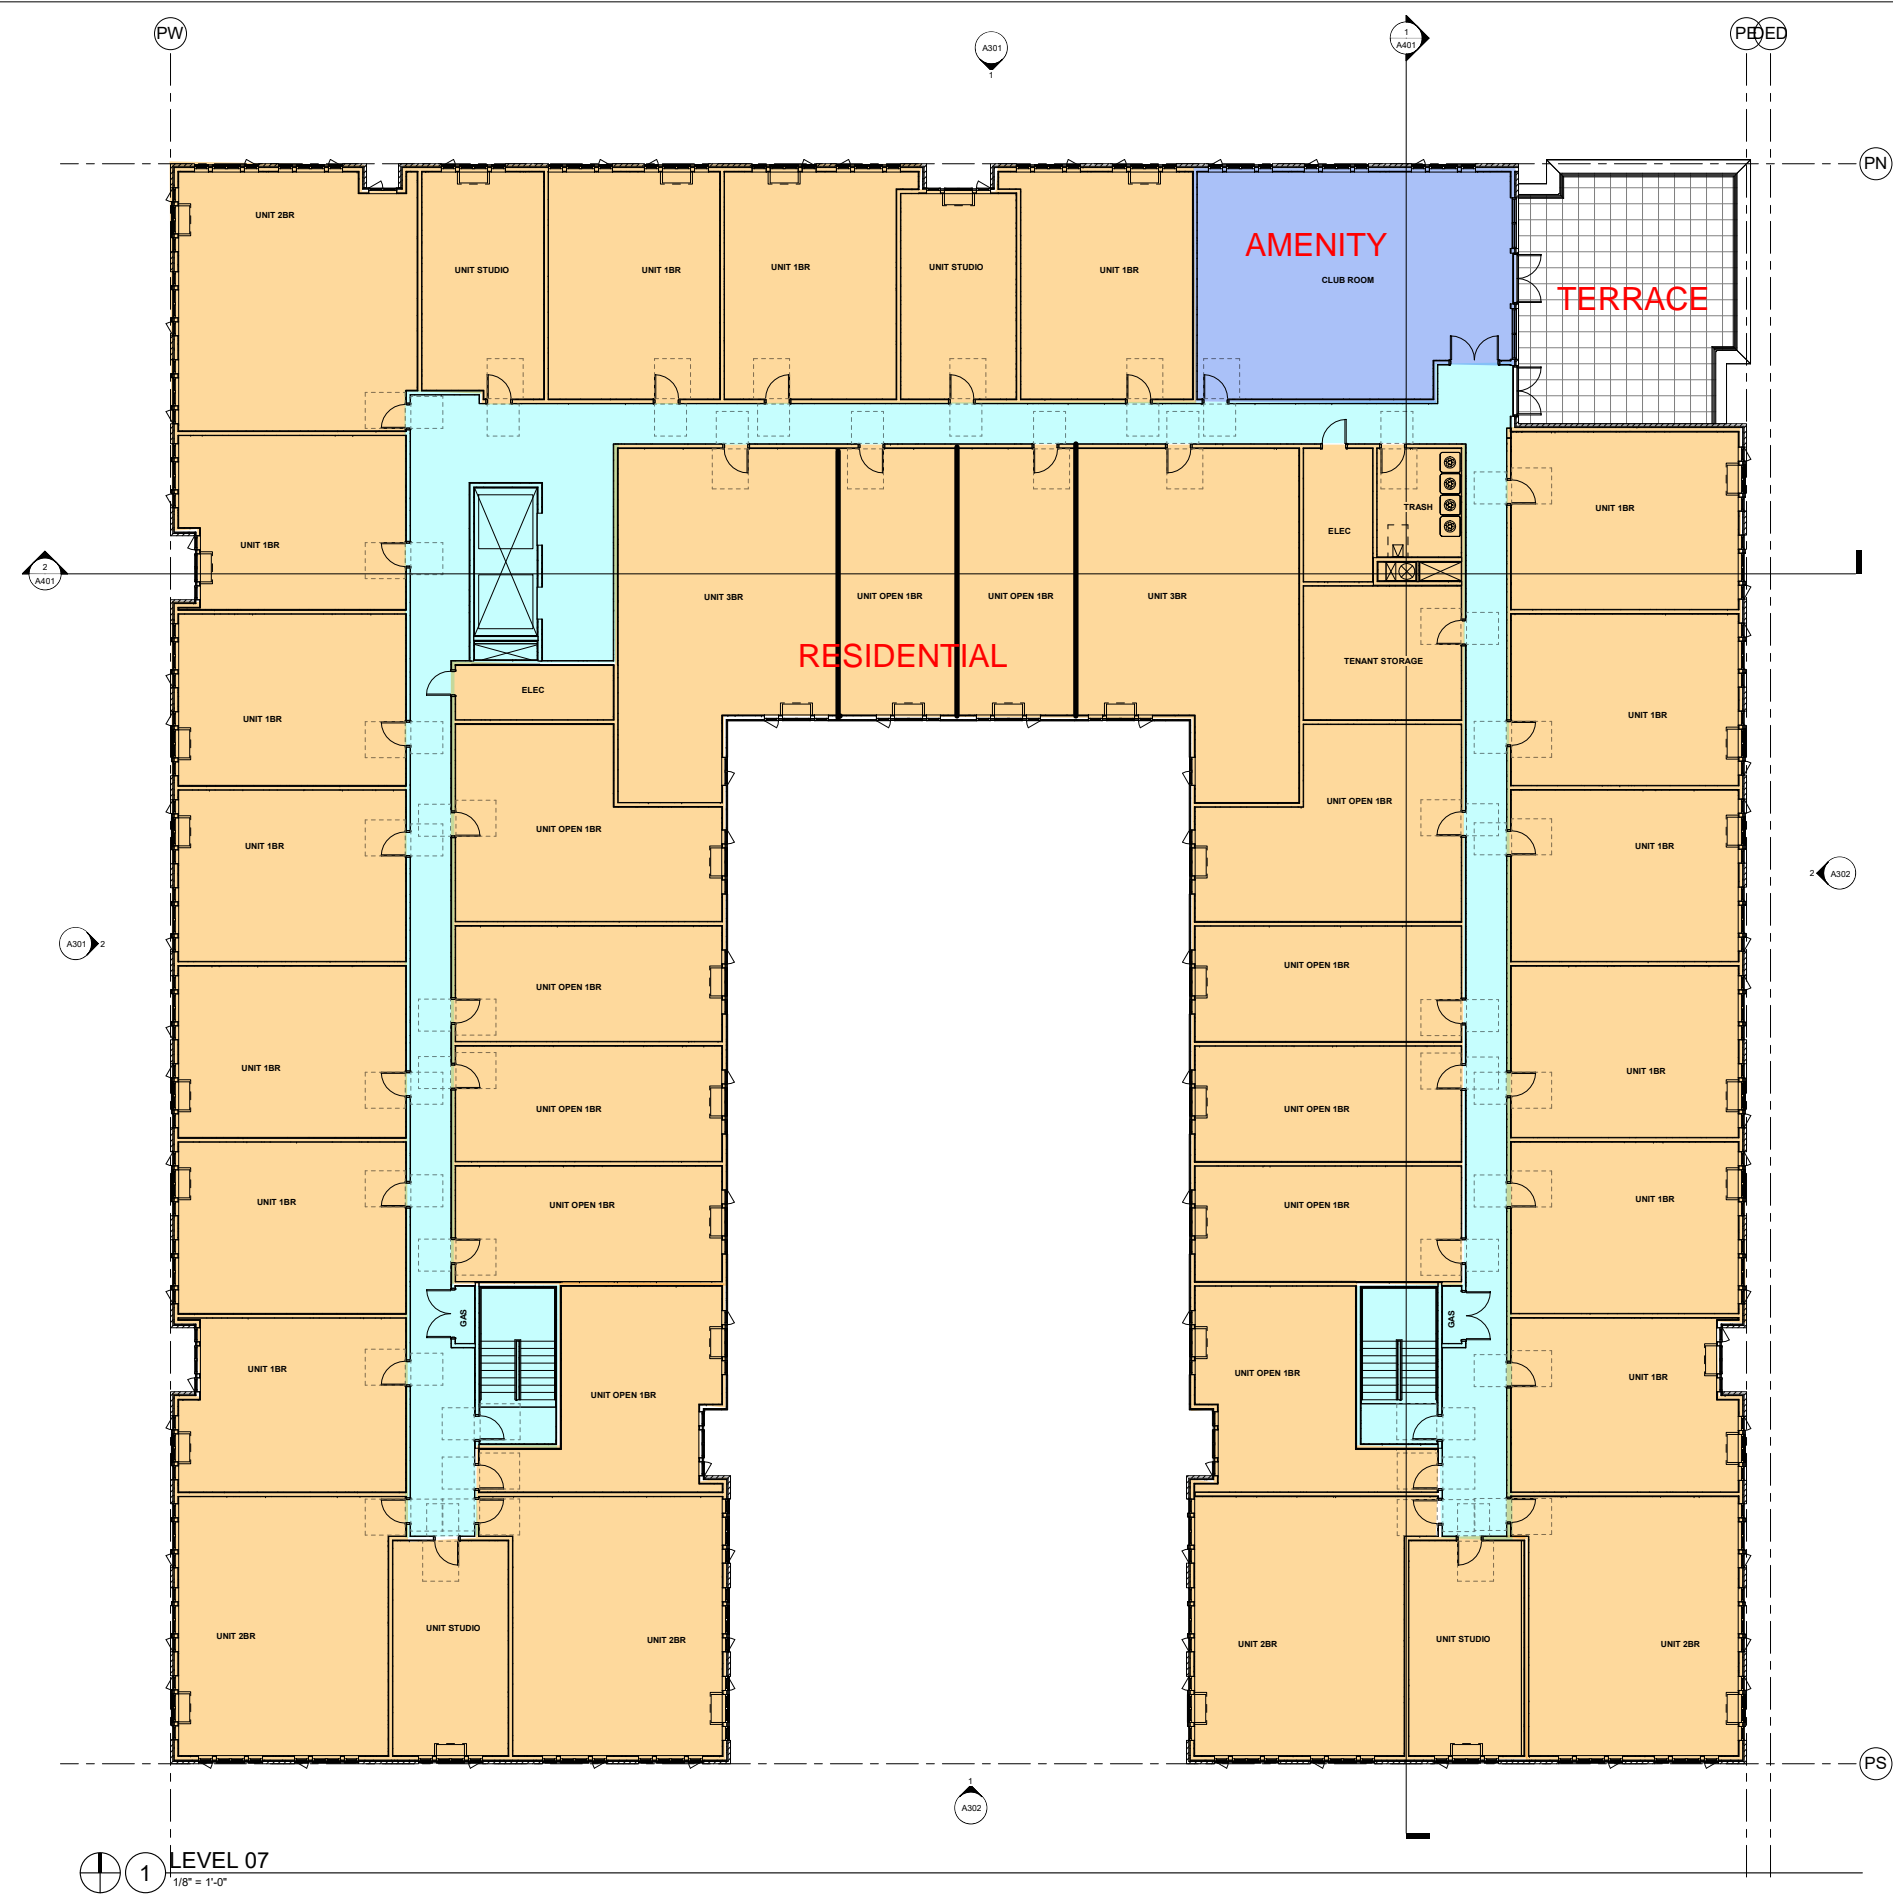 PW
A301
1
1
A401
PE
DED
PN
UNIT 2BR
UNIT STUDIO
UNIT 1BR
UNIT 1BR
UNIT STUDIO
UNIT 1BR
AMENITY
CLUB ROOM
TERRACE
UNIT 1BR
2
A401
UNIT 3BR
UNIT OPEN 1BR
UNIT OPEN 1BR
UNIT 3BR
ELEC
TRASH
UNIT 1BR
RESIDENTIAL
TENANT STORAGE
ELEC
UNIT 1BR
UNIT 1BR
UNIT OPEN 1BR
UNIT 1BR
UNIT OPEN 1BR
UNIT 1BR
2
A302
A301
2
UNIT OPEN 1BR
UNIT OPEN 1BR
UNIT 1BR
UNIT OPEN 1BR
UNIT OPEN 1BR
UNIT 1BR
UNIT 1BR
UNIT OPEN 1BR
UNIT OPEN 1BR
UNIT 1BR
GAS
GAS
UNIT 1BR
UNIT OPEN 1BR
UNIT OPEN 1BR
UNIT 1BR
UNIT 2BR
UNIT STUDIO
UNIT 2BR
UNIT 2BR
UNIT STUDIO
UNIT 2BR
PS
1
A302
1
LEVEL 07
1/8" = 1'-0"